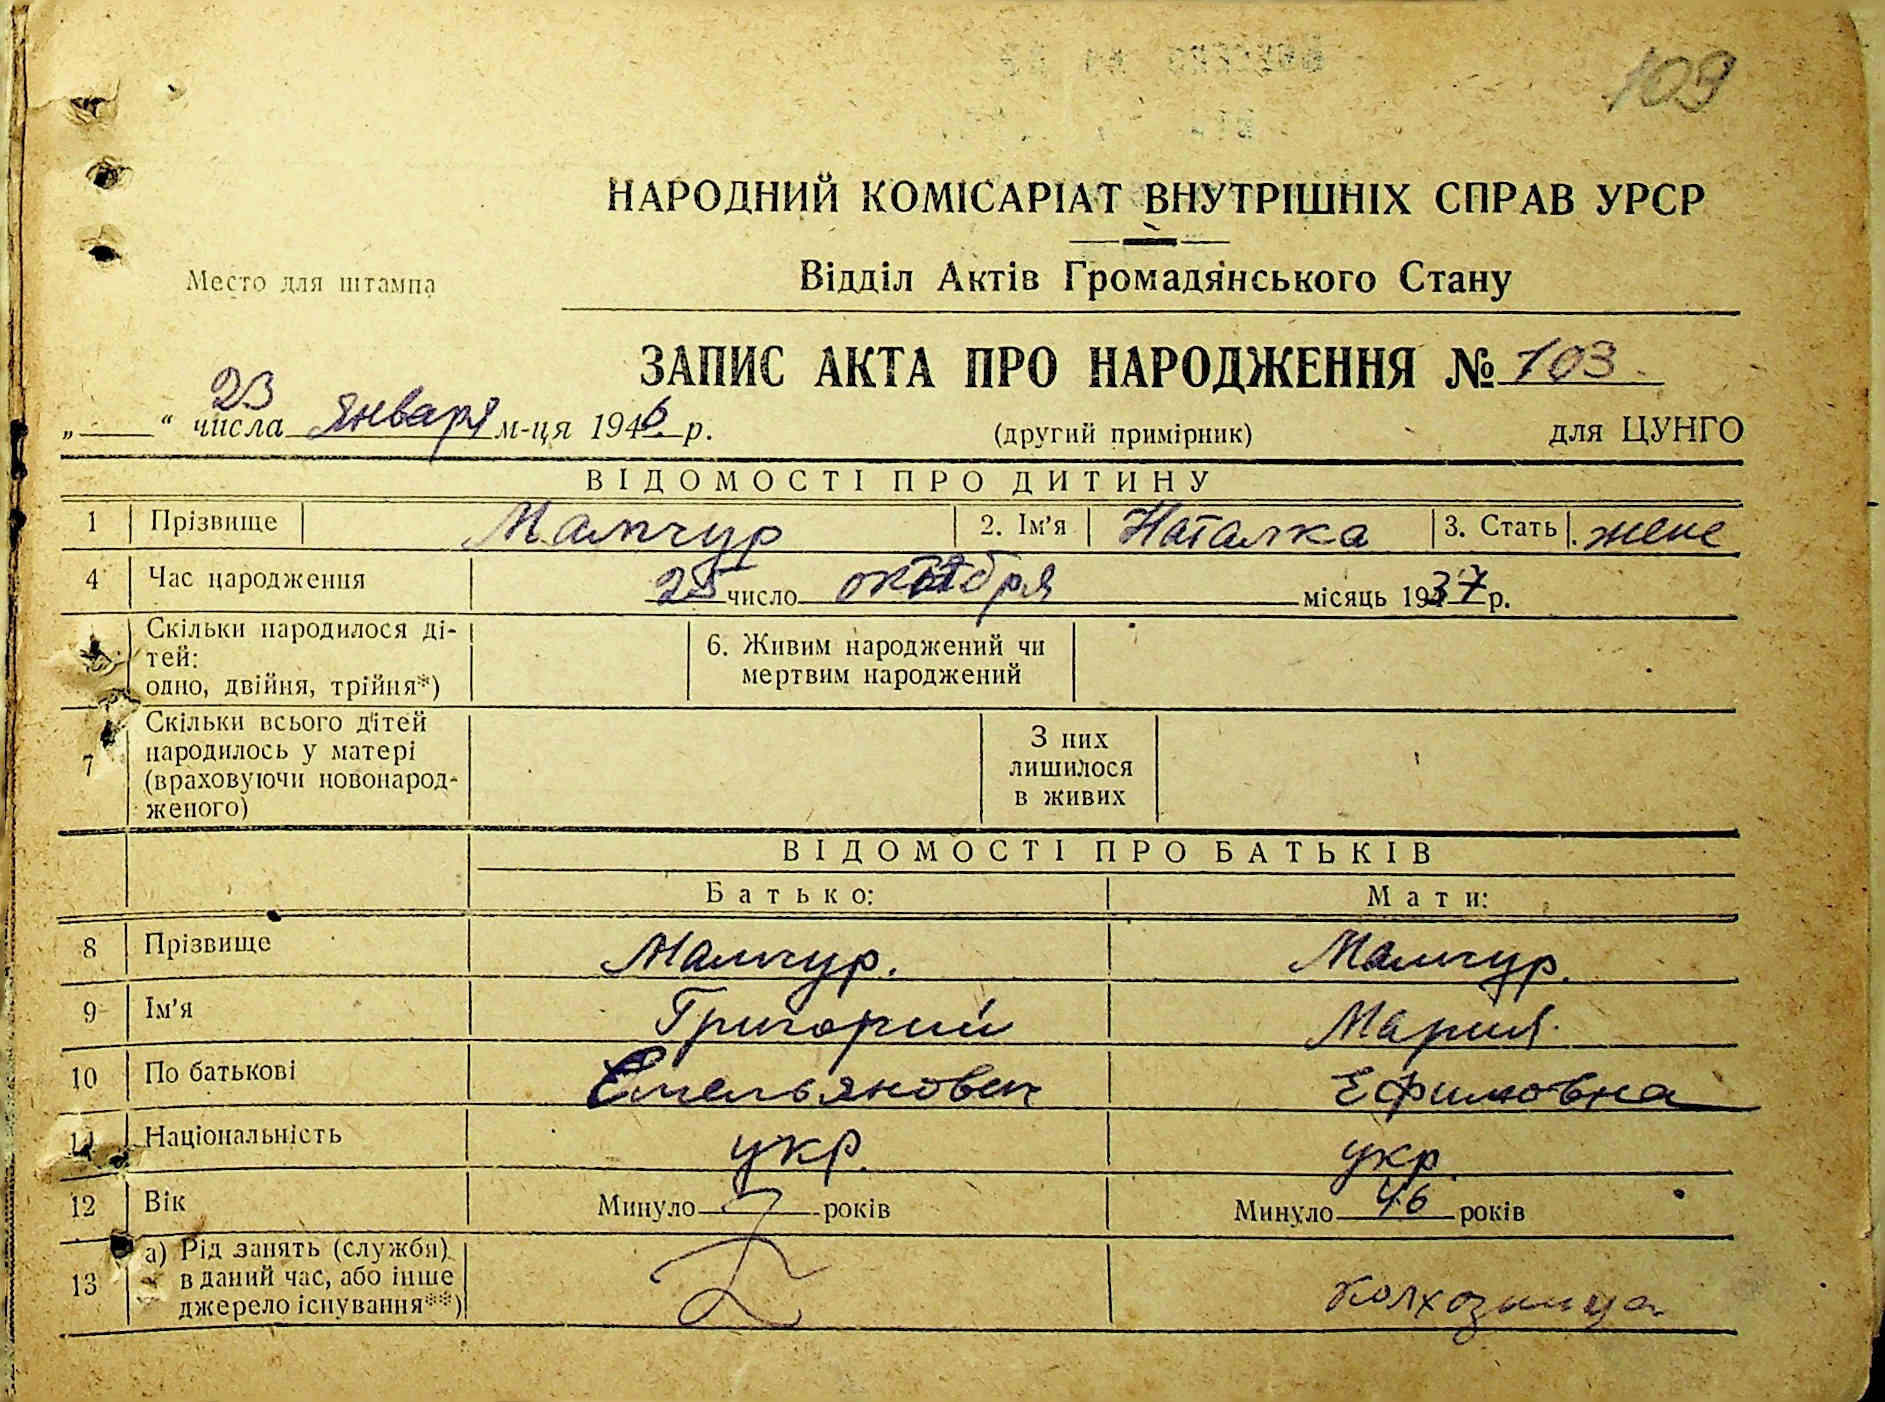 109
НАРОДНИЙ КОМІСАРІАТ ВНУТРІШНІХ СПРАВ УРСР
Место для штампа
Відділ Актів Громадянського Стану
ЗАПИС АКТА ПРО НАРОДЖЕННЯ № 103
„ “ 23 числа января м-ця 1946 р. (другий примірник) для ЦУНГО
ВІДОМОСТІ ПРО ДИТИНУ
1 Прізвище Мамчур 2. Ім'я Наталка 3. Стать жене
4 Час народження 25 число октября місяць 1937 р.
Скільки народилося ді-
тей:
одно, двійня, трійня*)
6. Живим народжений чи
мертвим народжений
7 Скільки всього дітей
народилось у матері
(враховуючи новонарод-
женого)
З них
лишилося
в живих
ВІДОМОСТІ ПРО БАТЬКІВ
Батько: Мати:
8 Прізвище Мамчур. Мамчур.
9 Ім'я Григорий Мария.
10 По батькові Емельянович Ефимовна
11 Національність укр. укр.
12 Вік Минуло років Минуло 46 років
13 а) Рід занять (служби)
в даний час, або інше
джерело існування**)
колхозница